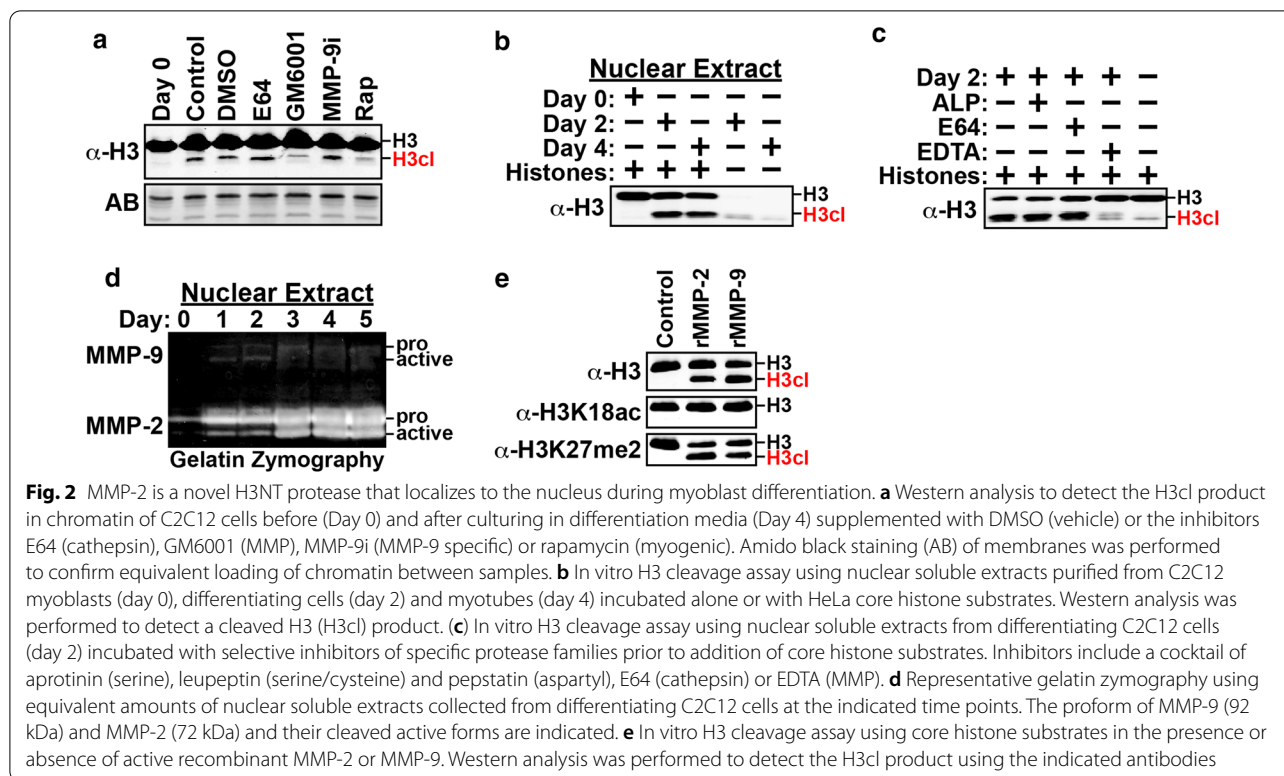 a
Day 0
Control
DMSO
E64
GM6001
MMP-9i
Rap
α-H3
H3
H3cl
AB
b
Nuclear Extract
Day 0: + − − − −
Day 2: − + − + −
Day 4: − − + − +
Histones: + + + − −
α-H3
H3
H3cl
c
Day 2: + + + + −
ALP: − + − − −
E64: − − + − −
EDTA: − − − + −
Histones: + + + + +
α-H3
H3
H3cl
d
Nuclear Extract
Day: 0 1 2 3 4 5
MMP-9
pro
active
MMP-2
pro
active
Gelatin Zymography
e
Control
rMMP-2
rMMP-9
α-H3
H3
H3cl
α-H3K18ac
H3
α-H3K27me2
H3
H3cl
Fig. 2 MMP-2 is a novel H3NT protease that localizes to the nucleus during myoblast differentiation. a Western analysis to detect the H3cl product
in chromatin of C2C12 cells before (Day 0) and after culturing in differentiation media (Day 4) supplemented with DMSO (vehicle) or the inhibitors
E64 (cathepsin), GM6001 (MMP), MMP-9i (MMP-9 specific) or rapamycin (myogenic). Amido black staining (AB) of membranes was performed
to confirm equivalent loading of chromatin between samples. b In vitro H3 cleavage assay using nuclear soluble extracts purified from C2C12
myoblasts (day 0), differentiating cells (day 2) and myotubes (day 4) incubated alone or with HeLa core histone substrates. Western analysis was
performed to detect a cleaved H3 (H3cl) product. (c) In vitro H3 cleavage assay using nuclear soluble extracts from differentiating C2C12 cells
(day 2) incubated with selective inhibitors of specific protease families prior to addition of core histone substrates. Inhibitors include a cocktail of
aprotinin (serine), leupeptin (serine/cysteine) and pepstatin (aspartyl), E64 (cathepsin) or EDTA (MMP). d Representative gelatin zymography using
equivalent amounts of nuclear soluble extracts collected from differentiating C2C12 cells at the indicated time points. The proform of MMP-9 (92
kDa) and MMP-2 (72 kDa) and their cleaved active forms are indicated. e In vitro H3 cleavage assay using core histone substrates in the presence or
absence of active recombinant MMP-2 or MMP-9. Western analysis was performed to detect the H3cl product using the indicated antibodies